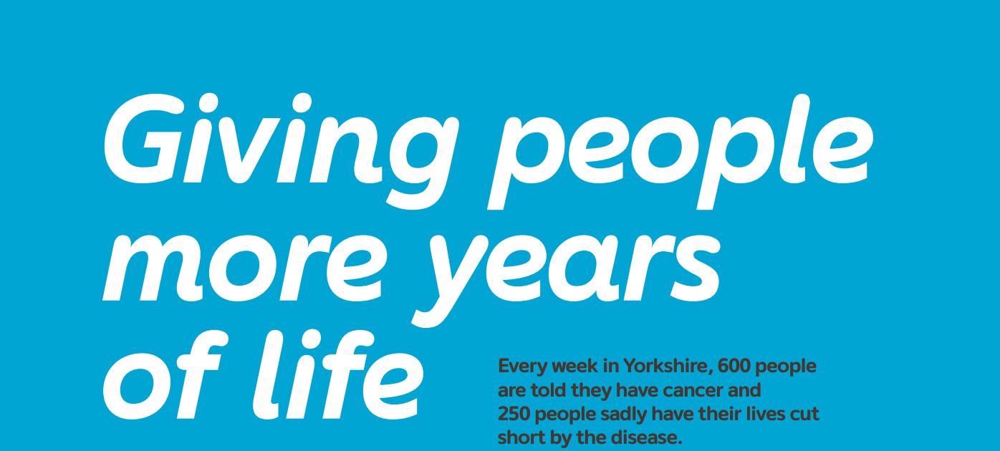 Giving people
more years
of life
Every week in Yorkshire, 600 people
are told they have cancer and
250 people sadly have their lives cut
short by the disease.